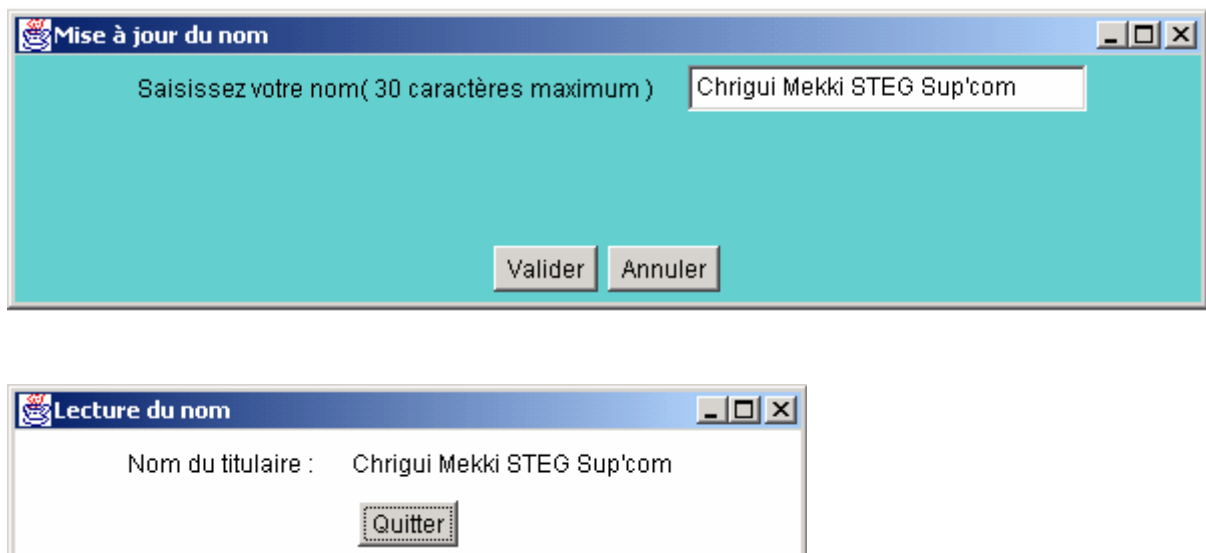 Mise à jour du nom
Saisissez votre nom( 30 caractères maximum ) Chrigui Mekki STEG Sup'com
Valider Annuler
Lecture du nom
Nom du titulaire : Chrigui Mekki STEG Sup'com
Quitter